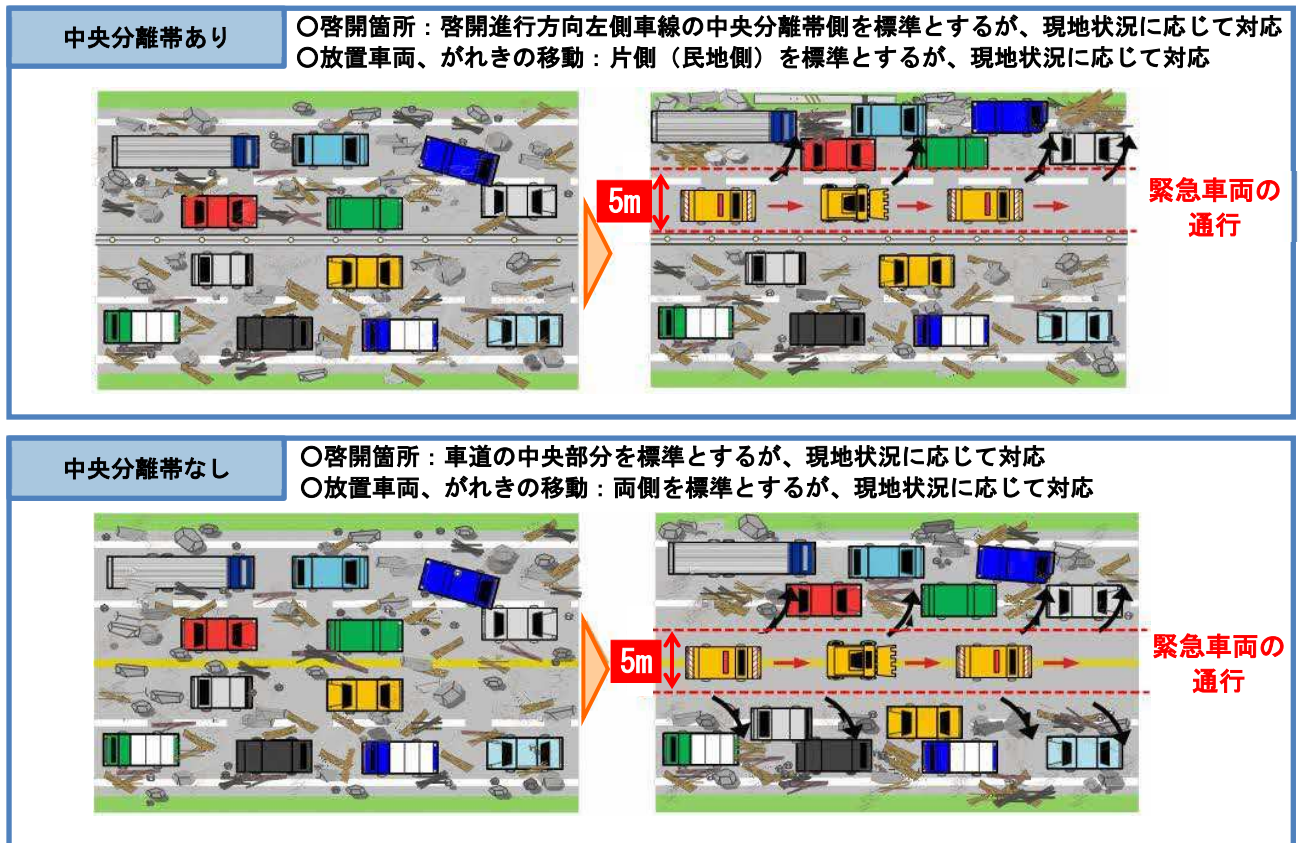 中央分離帯あり
〇啓開箇所：啓開進行方向左側車線の中央分離帯側を標準とするが、現地状況に応じて対応
〇放置車両、がれきの移動：片側（民地側）を標準とするが、現地状況に応じて対応
5m
緊急車両の
通行
中央分離帯なし
〇啓開箇所：車道の中央部分を標準とするが、現地状況に応じて対応
〇放置車両、がれきの移動：両側を標準とするが、現地状況に応じて対応
5m
緊急車両の
通行